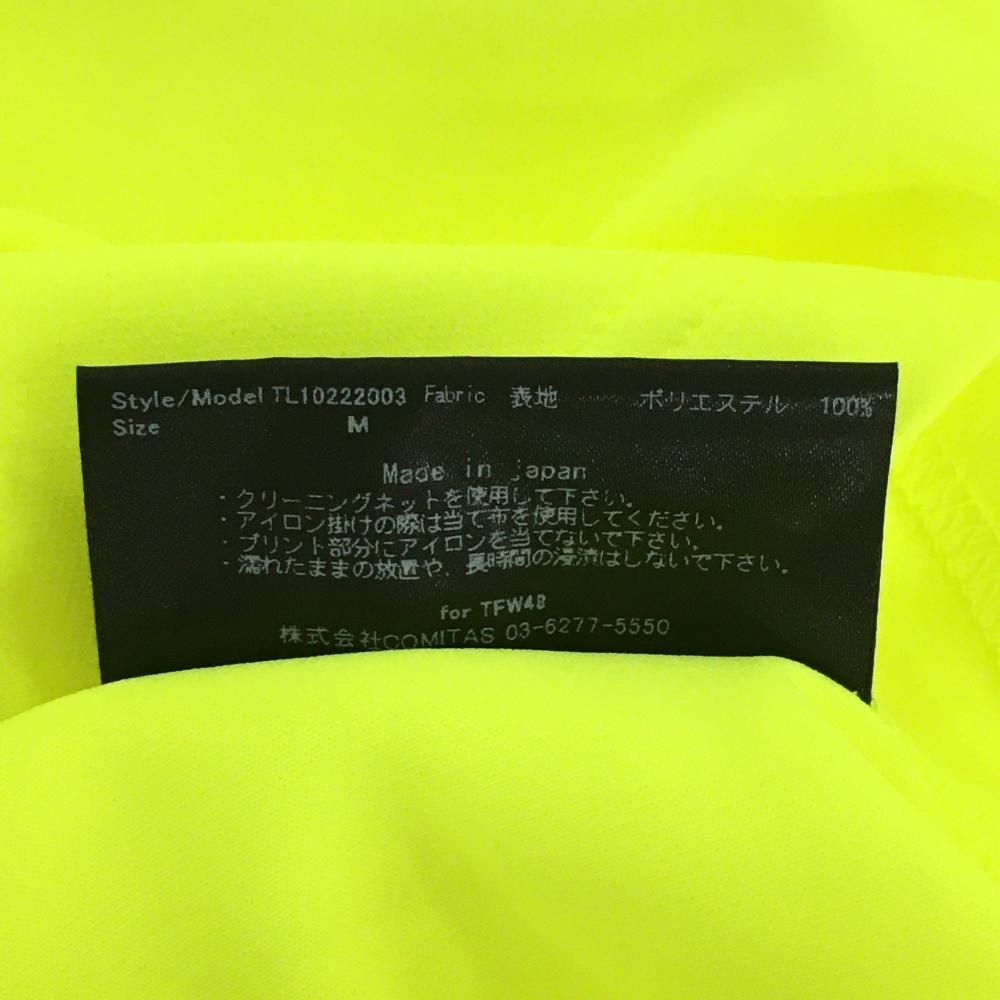 Style/Model TL10222003 Fabric 表地 ポリエステル 100%
Size M
Made in Japan
・クリーニングネットを使用して下さい。
・アイロン掛けの際は当て布を使用してください。
・プリント部分にアイロンを当てないで下さい。
・濡れたままの放置や、長時間の浸漬はしないで下さい。
for TFW49
株式会社COMITAS 03-6277-5550